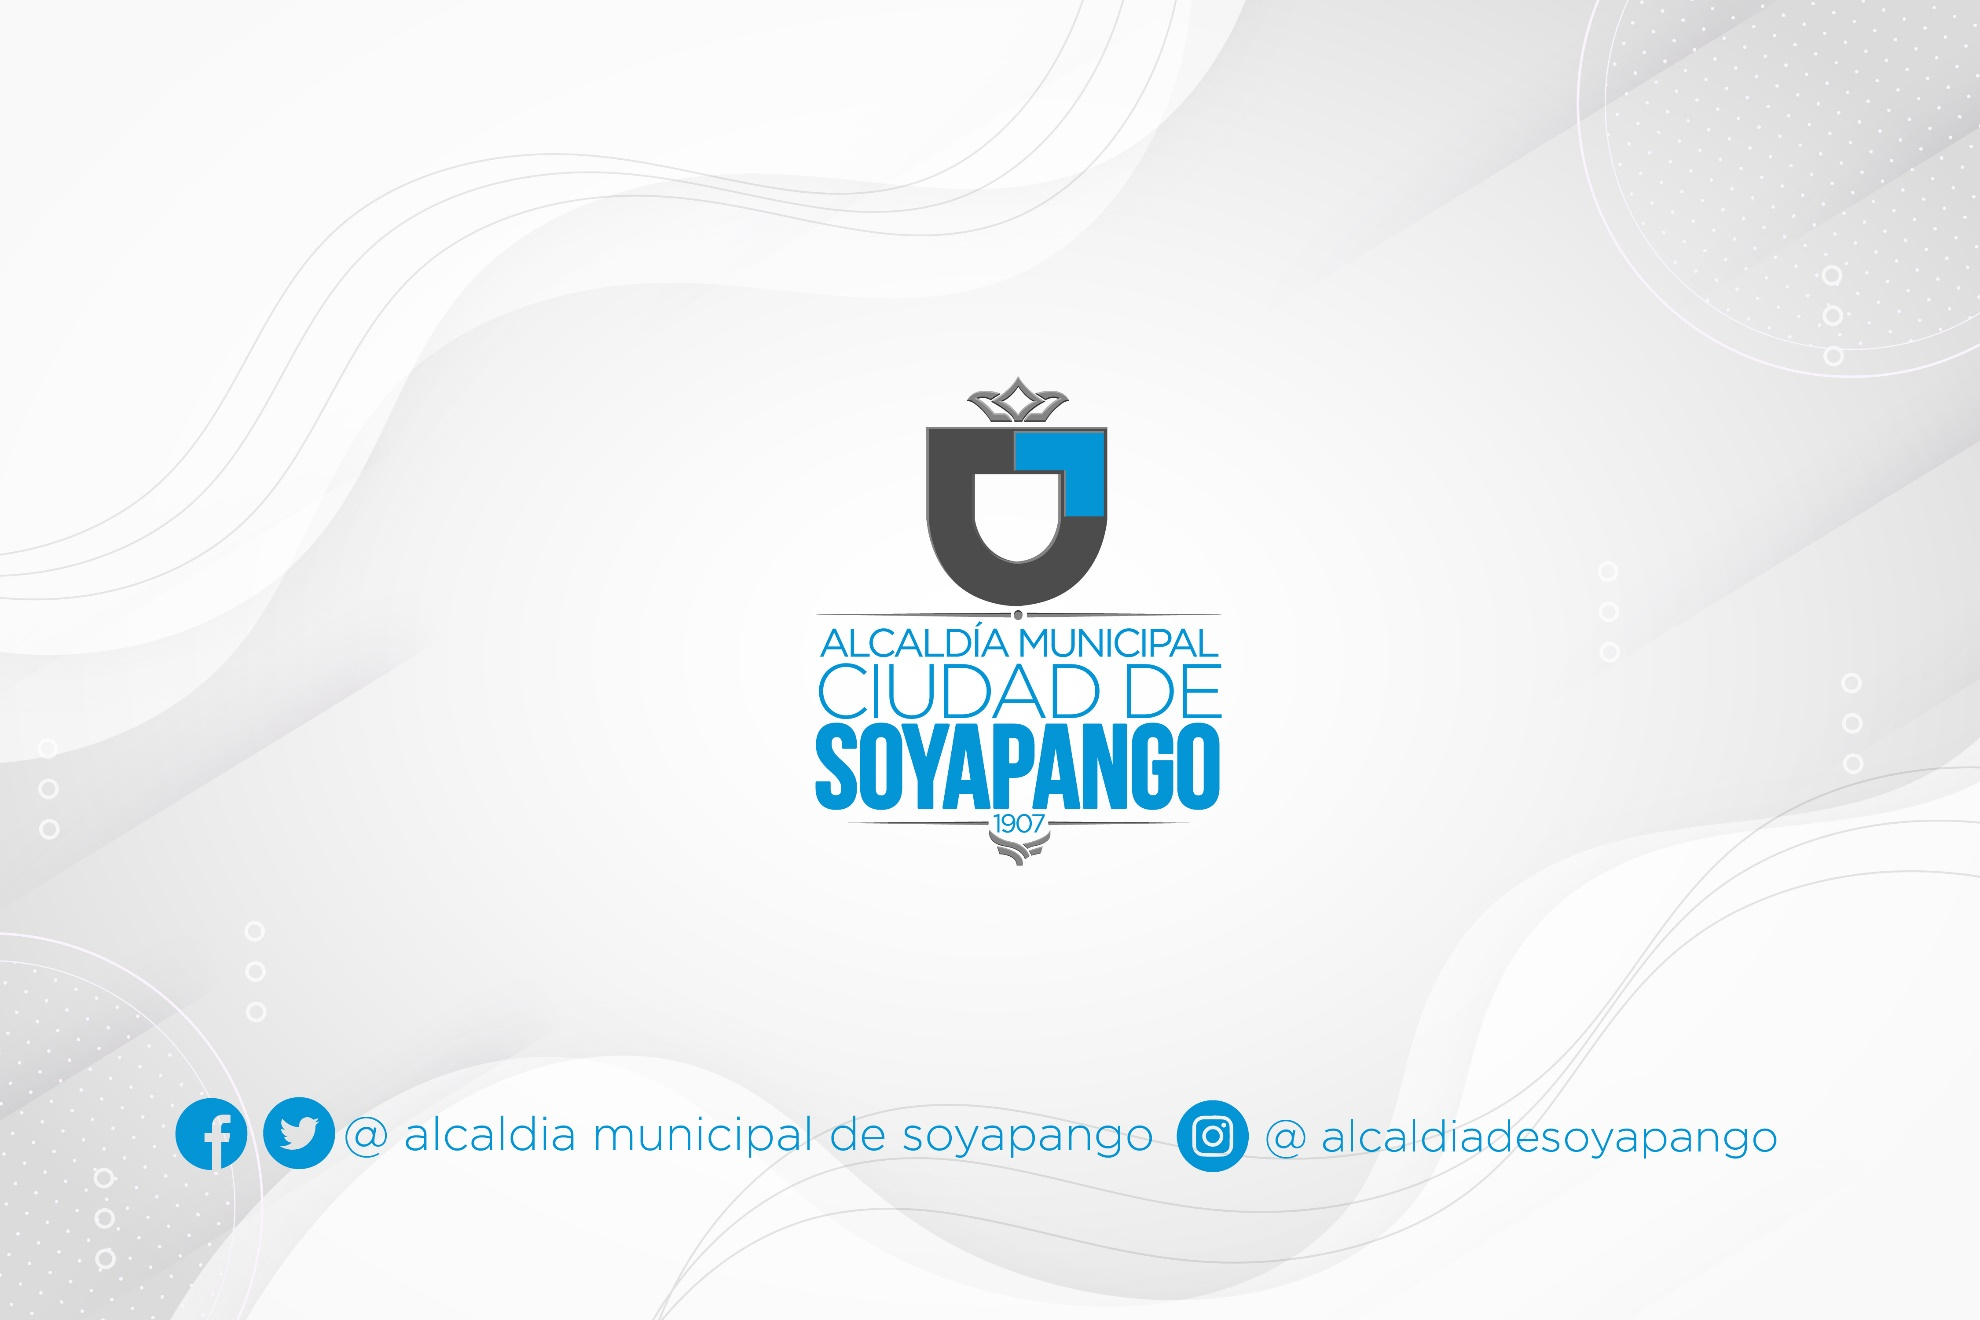 ALCALDÍA MUNICIPAL
CIUDAD DE
SOYAPANGO
1907
@ alcaldia municipal de soyapango @ alcaldiadesoyapango